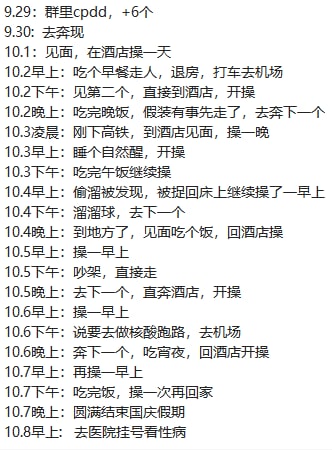 9.29：群里cpdd，+6个
9.30: 去奔现
10.1：见面，在酒店操一天
10.2早上：吃个早餐走人，退房，打车去机场
10.2下午：见第二个，直接到酒店，开操
10.2晚上：吃完晚饭，假装有事先走了，去奔下一个
10.3凌晨：刚下高铁，到酒店见面，操一晚
10.3早上：睡个自然醒，开操
10.3下午：吃完午饭继续操
10.4早上：偷溜被发现，被捉回床上继续操了一早上
10.4下午：溜溜球，去下一个
10.4晚上：到地方了，见面吃个饭，回酒店操
10.5早上：操一早上
10.5下午：吵架，直接走
10.5晚上：去下一个，直奔酒店，开操
10.6早上：操一早上
10.6下午：说要去做核酸跑路，去机场
10.6晚上：奔下一个，吃宵夜，回酒店开操
10.7早上：再操一早上
10.7下午：吃完饭，操一次再回家
10.7晚上：圆满结束国庆假期
10.8早上： 去医院挂号看性病